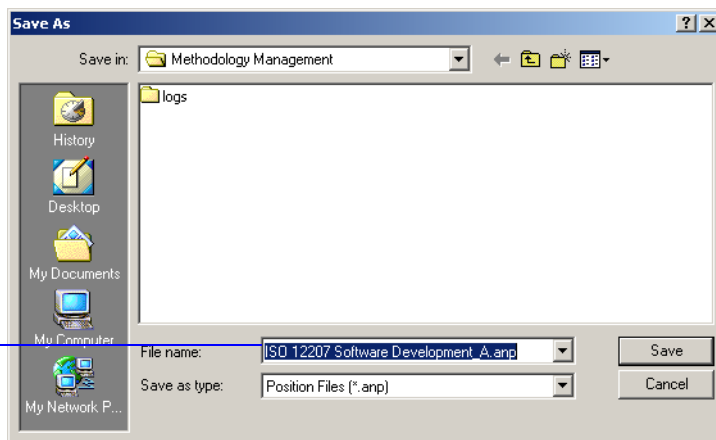 Save As
Save in: Methodology Management
logs
History
Desktop
My Documents
My Computer
My Network P...
File name: ISO 12207 Software Development_A.anp
Save
Save as type: Position Files (*.anp)
Cancel